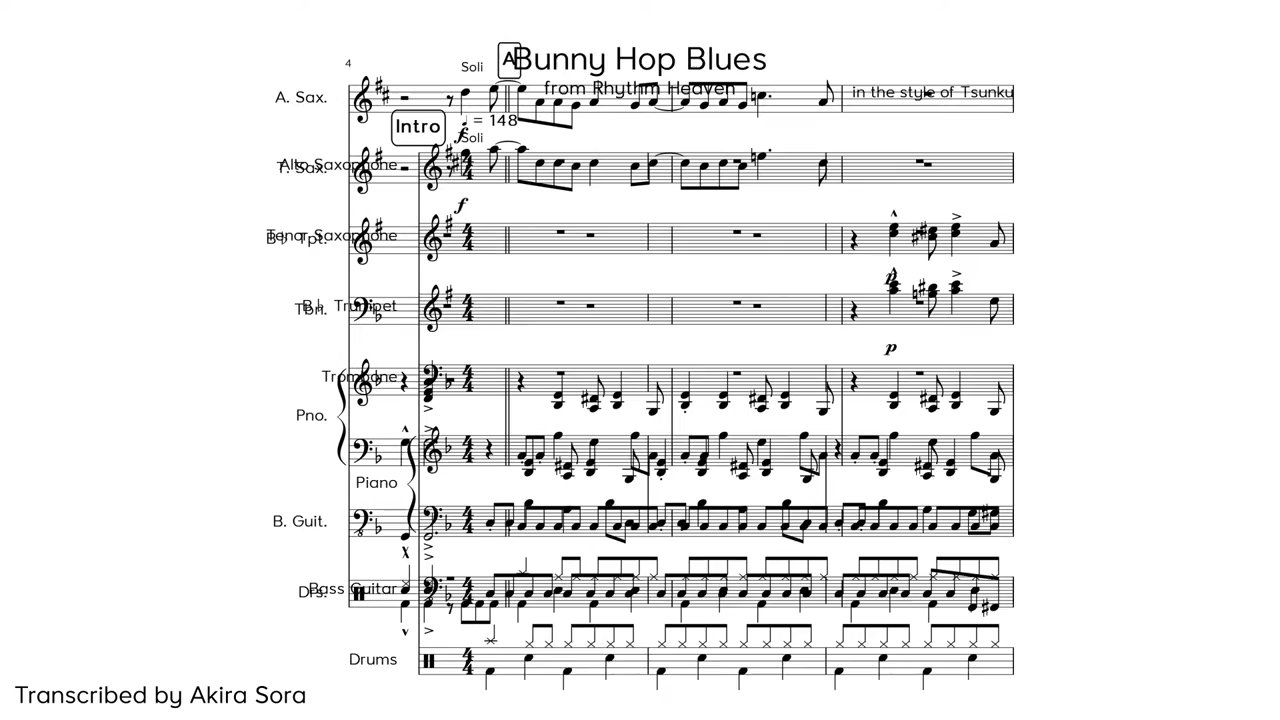 Bunny Hop Blues
from Rhythm Heaven
in the style of Tsunku
4
Soli
A
A. Sax.
Intro
= 148
f
Soli
Alto Saxophone
T. Sax.
f
Tenor Saxophone
B♭ Tpt.
p
B♭ Trumpet
Tbn.
p
Trombone
Pno.
Piano
B. Guit.
Bass Guitar
Drs.
Drums
Transcribed by Akira Sora